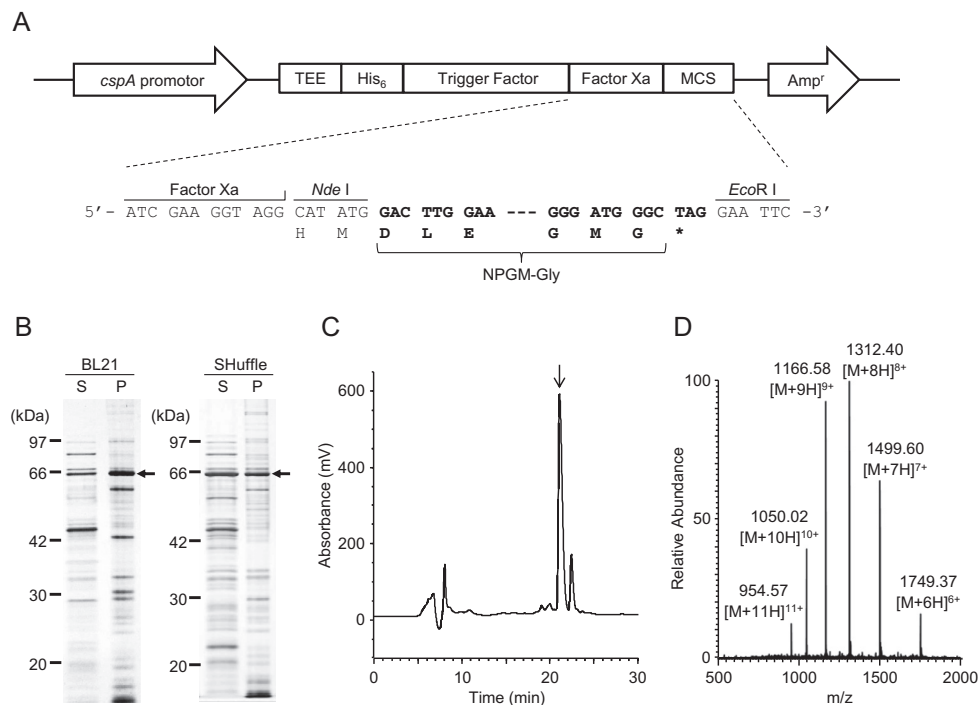 A
cspA promotor
TEE
His6
Trigger Factor
Factor Xa
MCS
Ampr
Factor Xa
Nde I
EcoR I
5’- ATC GAA GGT AGG CAT ATG GAC TTG GAA --- GGG ATG GGC TAG GAA TTC -3’
H M D L E G M G *
NPGM-Gly
B
BL21
S P
(kDa)
97
66
42
30
20
SHuffle
S P
(kDa)
97
66
42
30
20
C
Absorbance (mV)
600
400
200
0
0 10 20 30
Time (min)
D
Relative Abundance
100
50
0
954.57
[M+11H]11+
1050.02
[M+10H]10+
1166.58
[M+9H]9+
1312.40
[M+8H]8+
1499.60
[M+7H]7+
1749.37
[M+6H]6+
500 1000 1500 2000
m/z